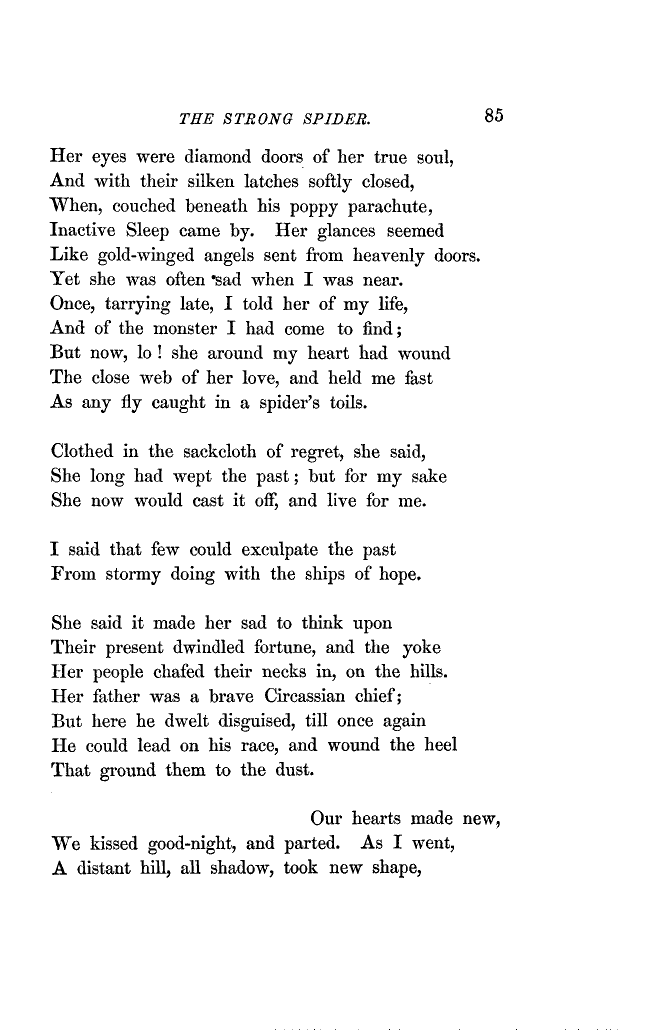 THE STRONG SPIDER. 85
Her eyes were diamond doors of her true soul,
And with their silken latches softly closed,
When, couched beneath his poppy parachute,
Inactive Sleep came by. Her glances seemed
Like gold-winged angels sent from heavenly doors.
Yet she was often sad when I was near.
Once, tarrying late, I told her of my life,
And of the monster I had come to find;
But now, lo! she around my heart had wound
The close web of her love, and held me fast
As any fly caught in a spider's toils.
Clothed in the sackcloth of regret, she said,
She long had wept the past; but for my sake
She now would cast it off, and live for me.
I said that few could exculpate the past
From stormy doing with the ships of hope.
She said it made her sad to think upon
Their present dwindled fortune, and the yoke
Her people chafed their necks in, on the hills.
Her father was a brave Circassian chief;
But here he dwelt disguised, till once again
He could lead on his race, and wound the heel
That ground them to the dust.
Our hearts made new,
We kissed good-night, and parted. As I went,
A distant hill, all shadow, took new shape,